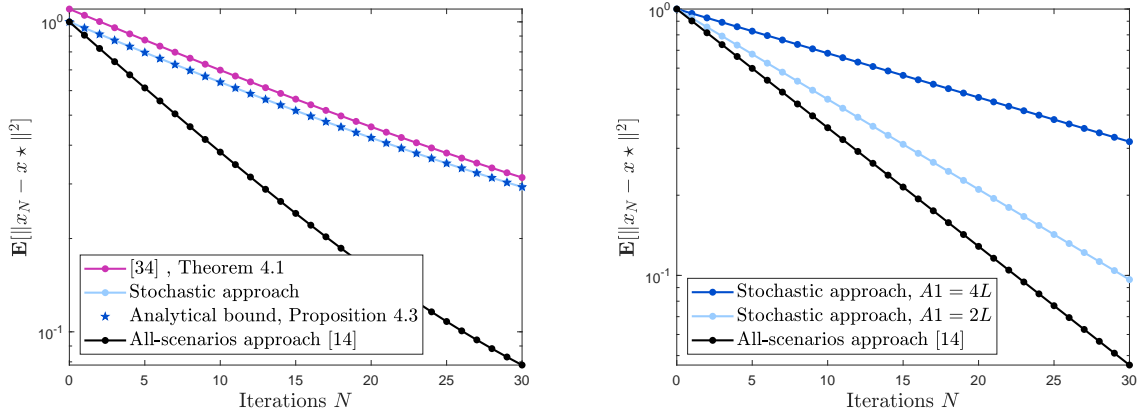 10^0
10^-1
E[||x_N − x⋆||^2]
[34] , Theorem 4.1
Stochastic approach
Analytical bound, Proposition 4.3
All-scenarios approach [14]
0 5 10 15 20 25 30
Iterations N
10^0
10^-1
E[||x_N − x⋆||^2]
Stochastic approach, A1 = 4L
Stochastic approach, A1 = 2L
All-scenarios approach [14]
0 5 10 15 20 25 30
Iterations N